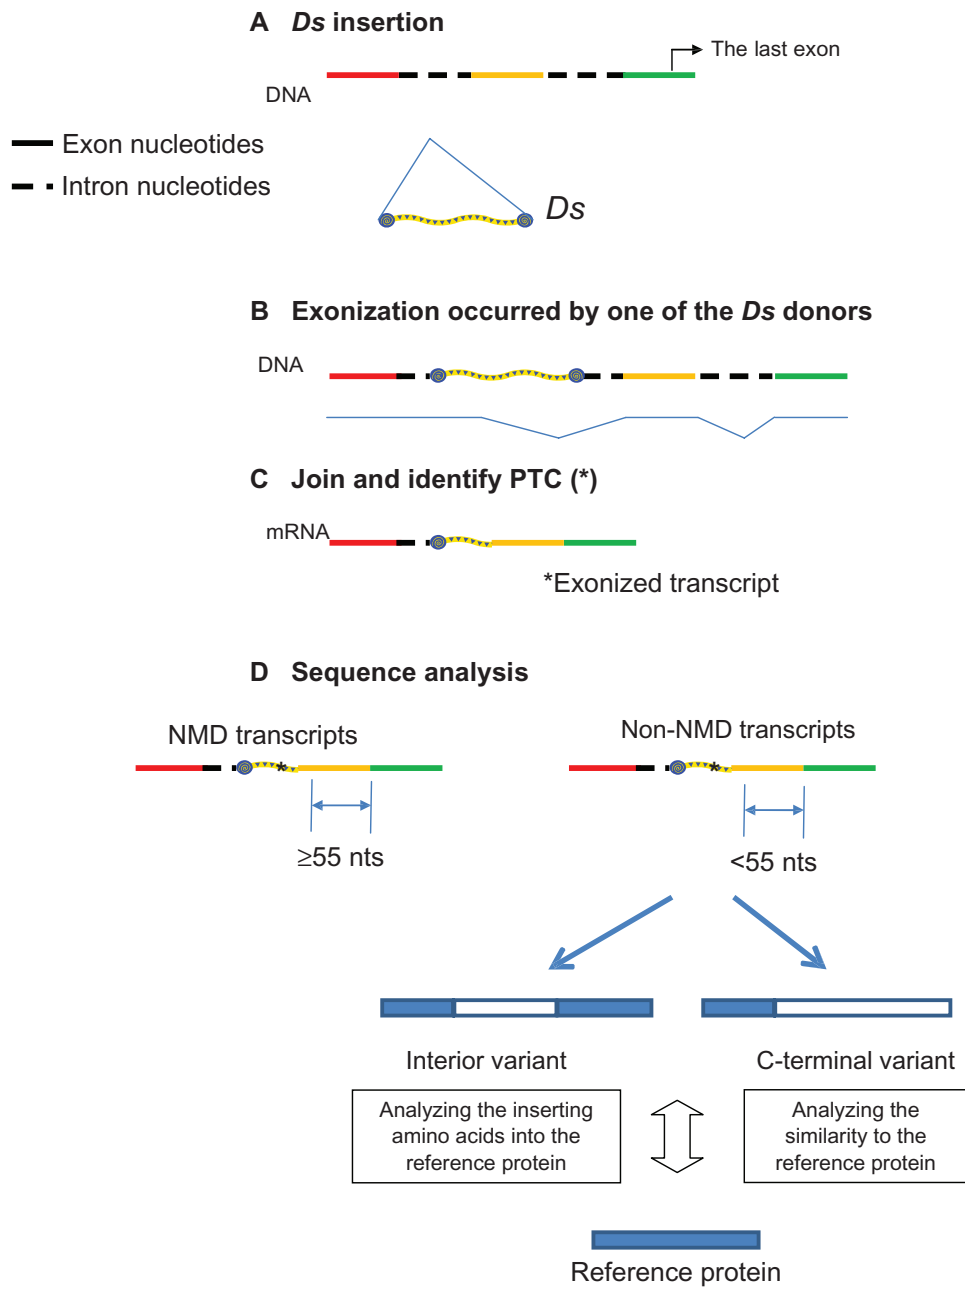 A Ds insertion
The last exon
DNA
Exon nucleotides
Intron nucleotides
Ds
B Exonization occurred by one of the Ds donors
DNA
C Join and identify PTC (*)
mRNA
*Exonized transcript
D Sequence analysis
NMD transcripts
Non-NMD transcripts
*
*
≥55 nts
<55 nts
Interior variant
C-terminal variant
Analyzing the inserting
amino acids into the
reference protein
Analyzing the
similarity to the
reference protein
Reference protein